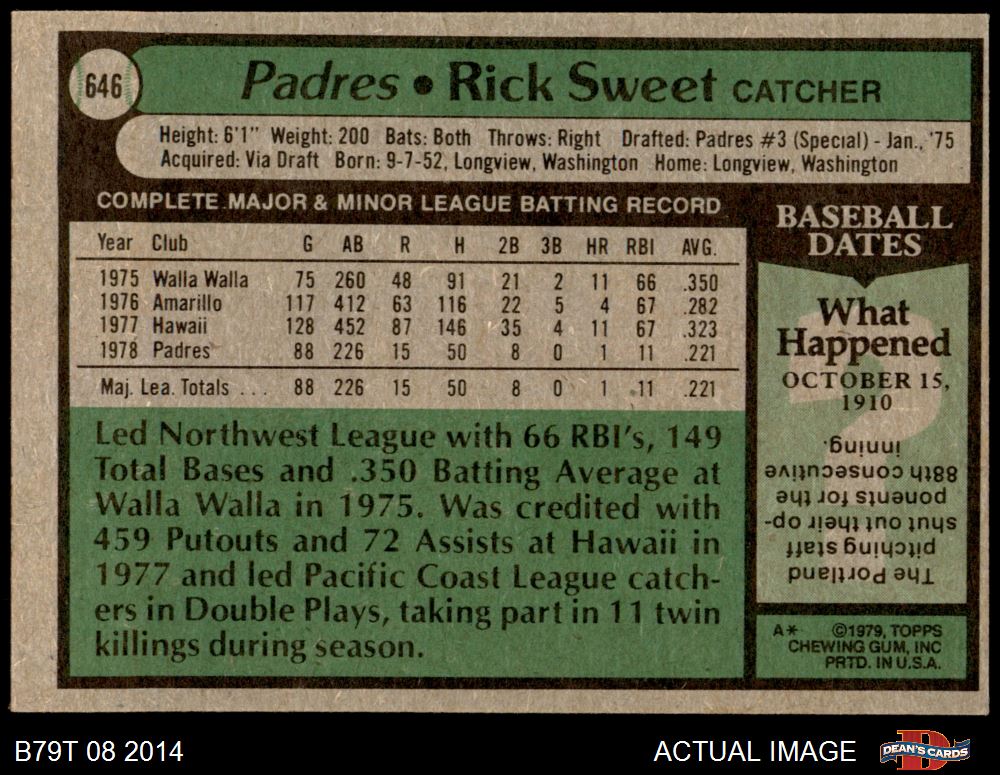 646
Padres • Rick Sweet CATCHER
Height: 6'1" Weight: 200 Bats: Both Throws: Right Drafted: Padres #3 (Special) - Jan., '75
Acquired: Via Draft Born: 9-7-52, Longview, Washington Home: Longview, Washington
COMPLETE MAJOR & MINOR LEAGUE BATTING RECORD
Year Club G AB R H 2B 3B HR RBI AVG.
1975 Walla Walla 75 260 48 91 21 2 11 66 .350
1976 Amarillo 117 412 63 116 22 5 4 67 .282
1977 Hawaii 128 452 87 146 35 4 11 67 .323
1978 Padres 88 226 15 50 8 0 1 11 .221
Maj. Lea. Totals ... 88 226 15 50 8 0 1 11 .221
Led Northwest League with 66 RBI's, 149
Total Bases and .350 Batting Average at
Walla Walla in 1975. Was credited with
459 Putouts and 72 Assists at Hawaii in
1977 and led Pacific Coast League catch-
ers in Double Plays, taking part in 11 twin
killings during season.
BASEBALL
DATES
What
Happened
OCTOBER 15,
1910
The Portland
pitching staff
shut out their op-
ponents for the
88th consecutive
inning.
A* ©1979, TOPPS
CHEWING GUM, INC
PRTD. IN U.S.A.
B79T 08 2014
ACTUAL IMAGE
DEAN'S CARDS